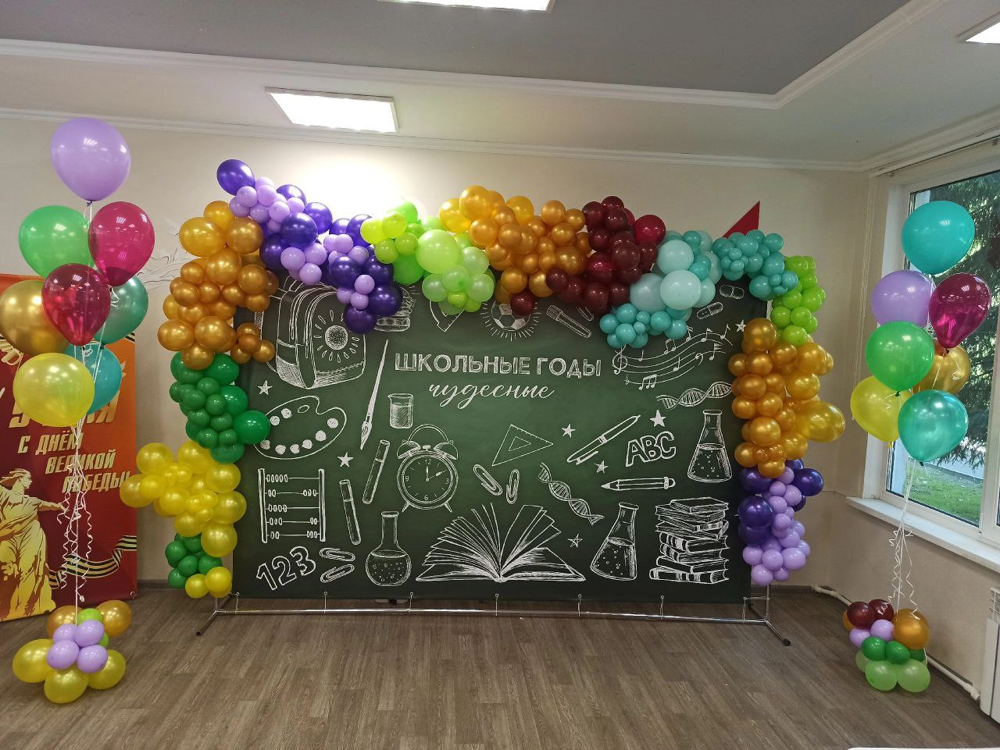 ШКОЛЬНЫЕ ГОДЫ
чудесные
ABC
123
С ДНЁМ
ВЕЛИКОЙ
ПОБЕДЫ!